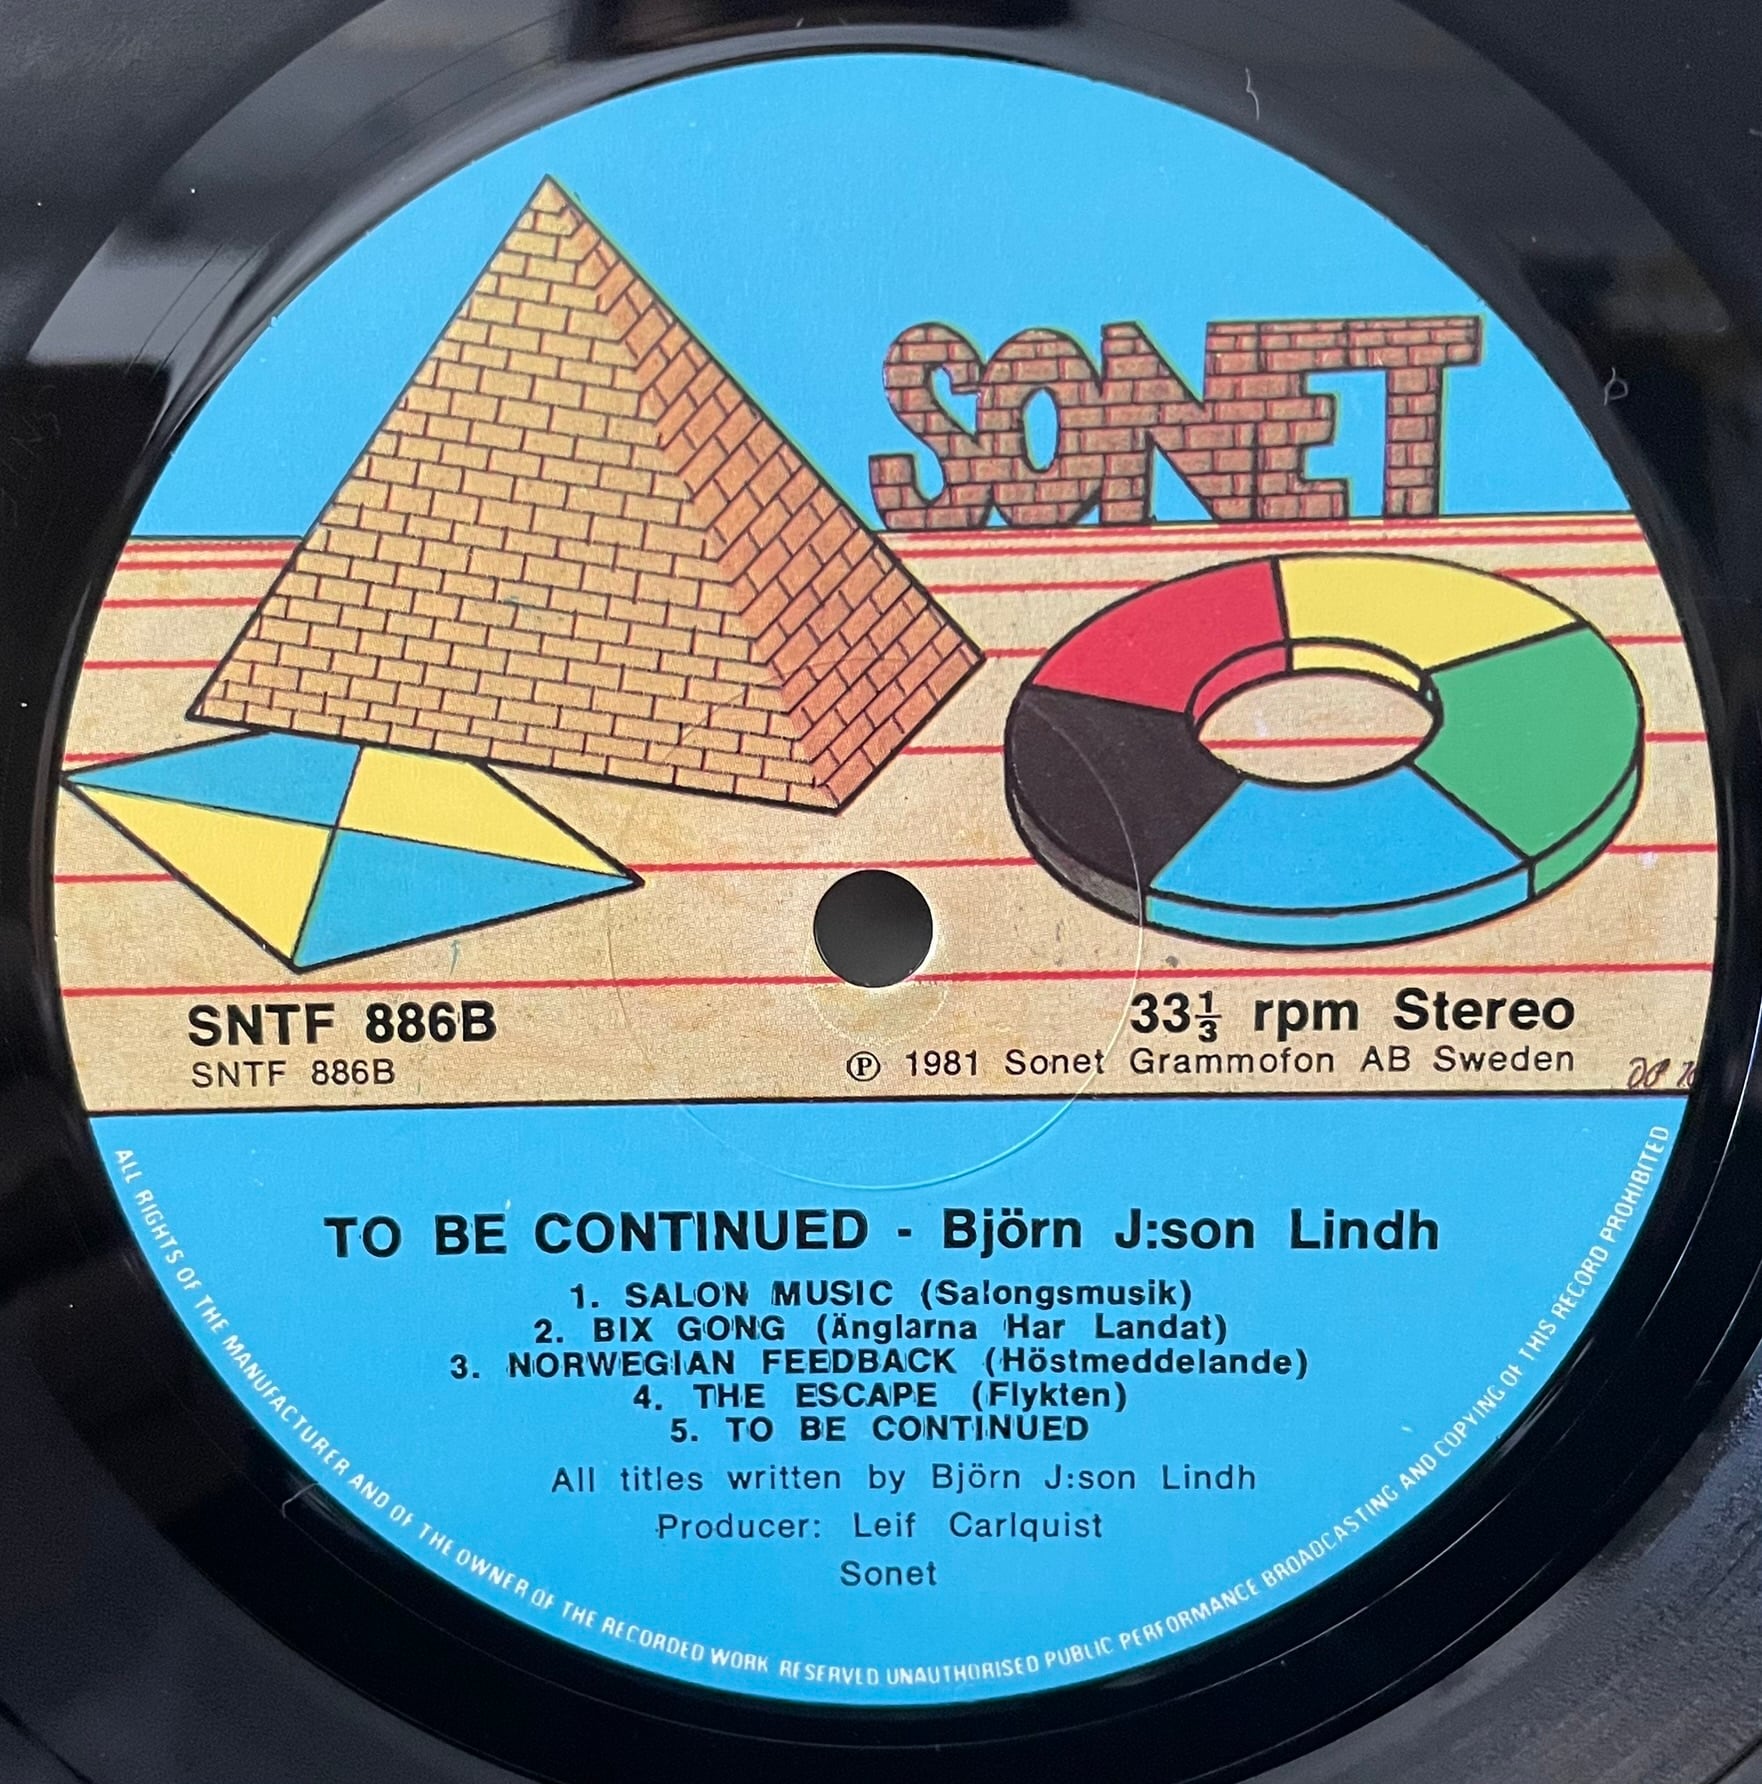 SONET
SNTF 886B
SNTF 886B
33⅓ rpm Stereo
℗ 1981 Sonet Grammofon AB Sweden
TO BE CONTINUED - Björn J:son Lindh
1. SALON MUSIC (Salongsmusik)
2. BIX GONG (Änglarna Har Landat)
3. NORWEGIAN FEEDBACK (Höstmeddelande)
4. THE ESCAPE (Flykten)
5. TO BE CONTINUED
All titles written by Björn J:son Lindh
Producer: Leif Carlquist
Sonet
ALL RIGHTS OF THE MANUFACTURER AND OF THE OWNER OF THE RECORDED WORK RESERVED UNAUTHORISED PUBLIC PERFORMANCE BROADCASTING AND COPYING OF THIS RECORD PROHIBITED